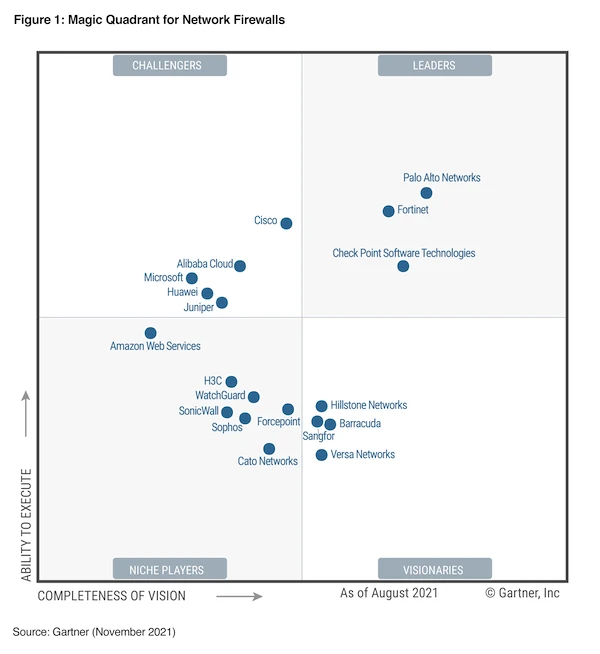 Figure 1: Magic Quadrant for Network Firewalls
CHALLENGERS
LEADERS
Palo Alto Networks
Fortinet
Cisco
Check Point Software Technologies
Alibaba Cloud
Microsoft
Huawei
Juniper
Amazon Web Services
H3C
WatchGuard
SonicWall
Sophos
Forcepoint
Cato Networks
Hillstone Networks
Barracuda
Sangfor
Versa Networks
ABILITY TO EXECUTE
NICHE PLAYERS
VISIONARIES
COMPLETENESS OF VISION
As of August 2021
© Gartner, Inc
Source: Gartner (November 2021)